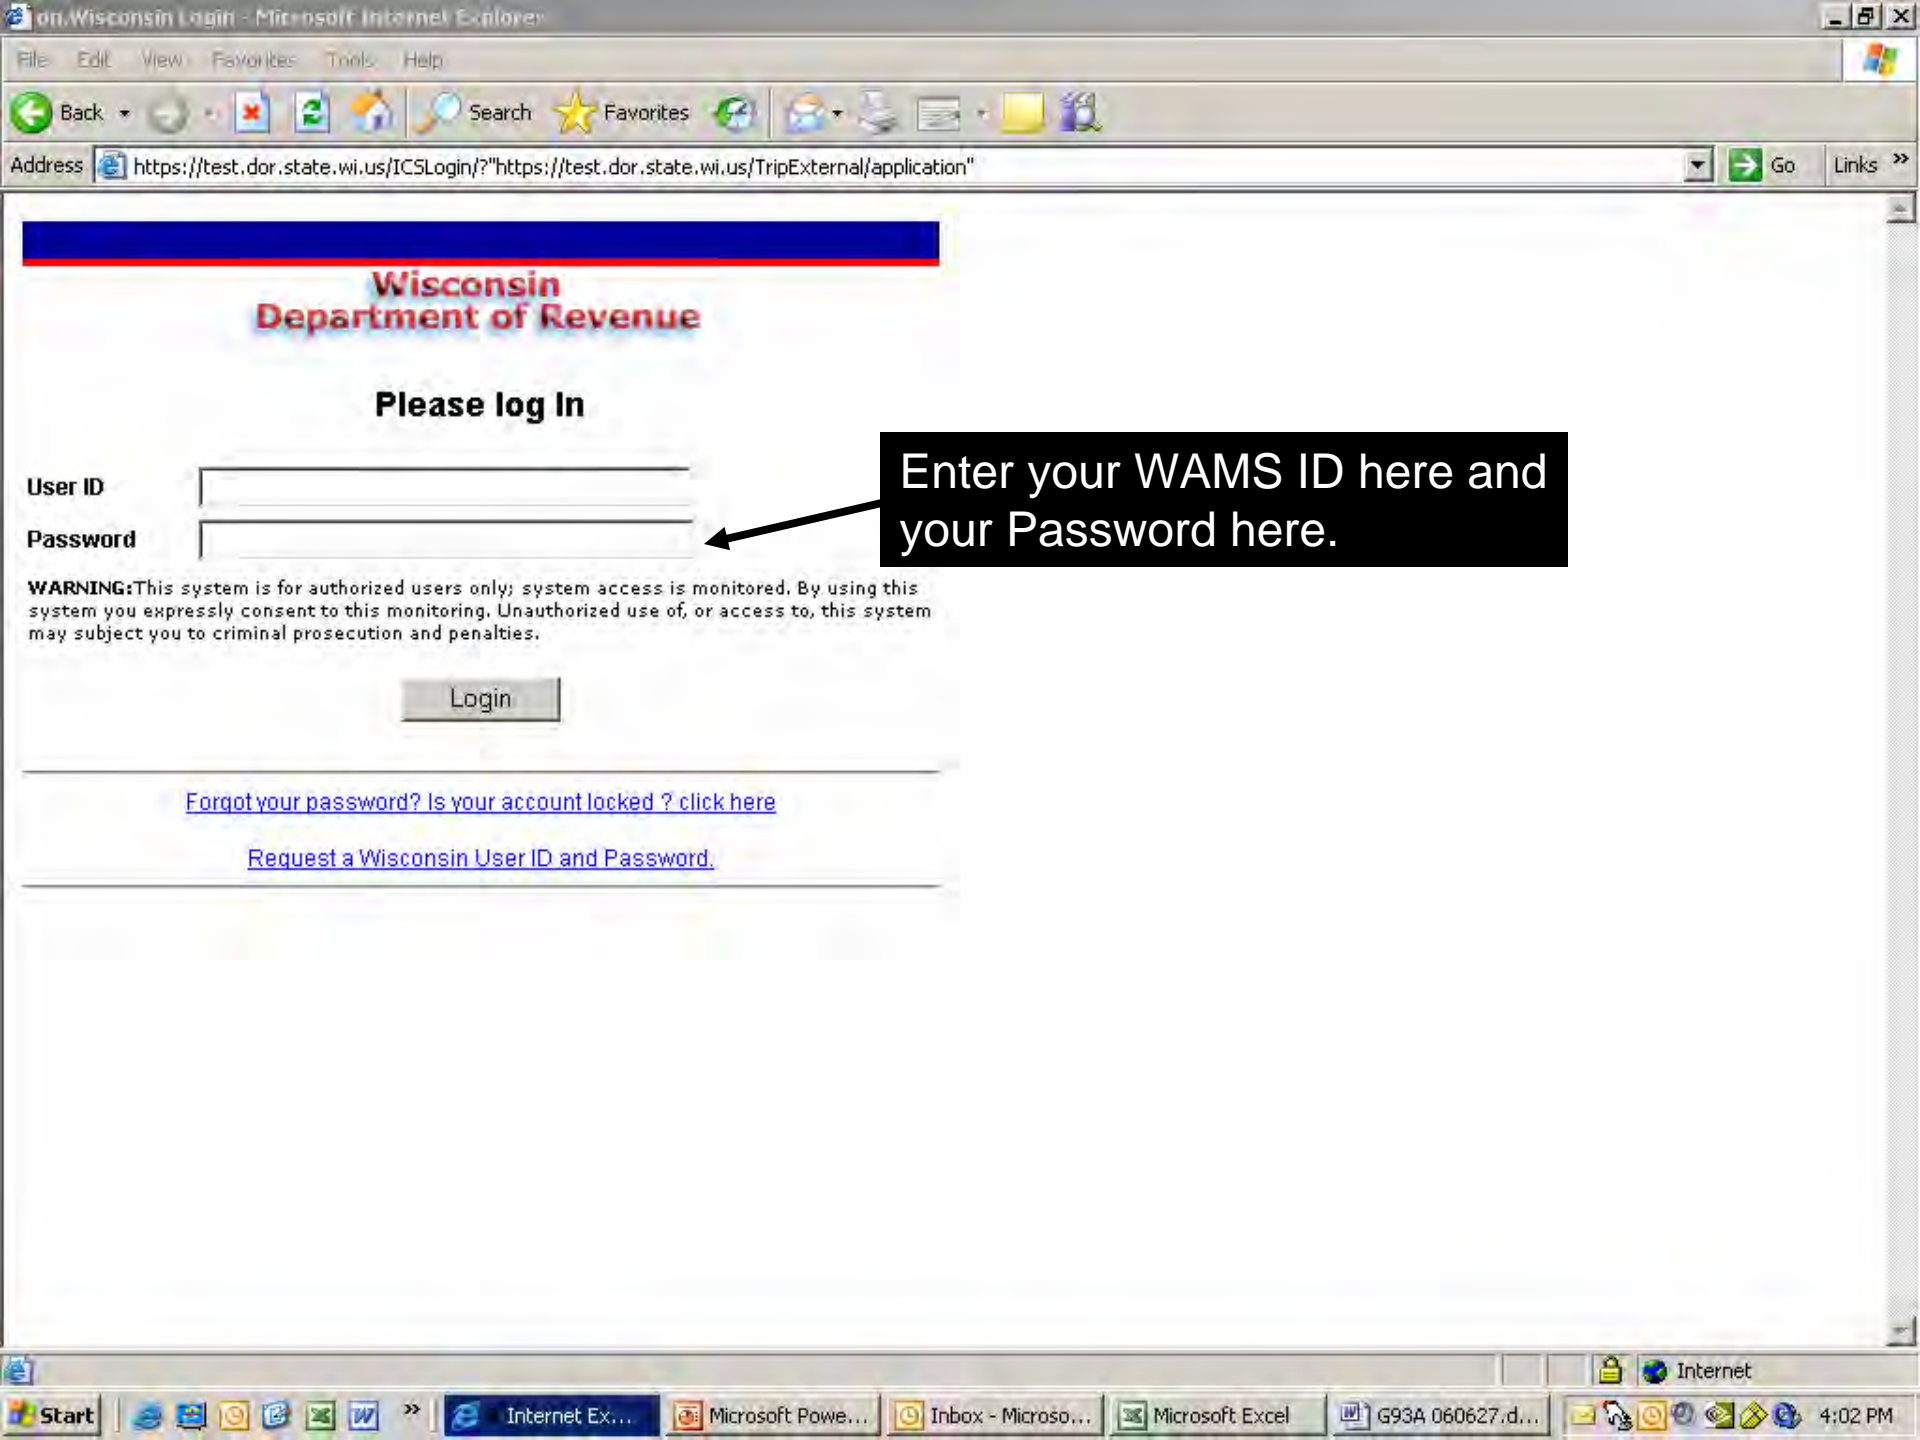 on.Wisconsin Login - Microsoft Internet Explorer
File Edit View Favorites Tools Help
Back Search Favorites
Address https://test.dor.state.wi.us/ICSLogin/?"https://test.dor.state.wi.us/TripExternal/application" Go Links »
Wisconsin
Department of Revenue
Please log In
User ID
Password
Enter your WAMS ID here and
your Password here.
WARNING:This system is for authorized users only; system access is monitored. By using this
system you expressly consent to this monitoring. Unauthorized use of, or access to, this system
may subject you to criminal prosecution and penalties.
Login
Forgot your password? Is your account locked ? click here
Request a Wisconsin User ID and Password.
Internet
Start » Internet Ex... Microsoft Powe... Inbox - Microso... Microsoft Excel G93A 060627.d... 4:02 PM